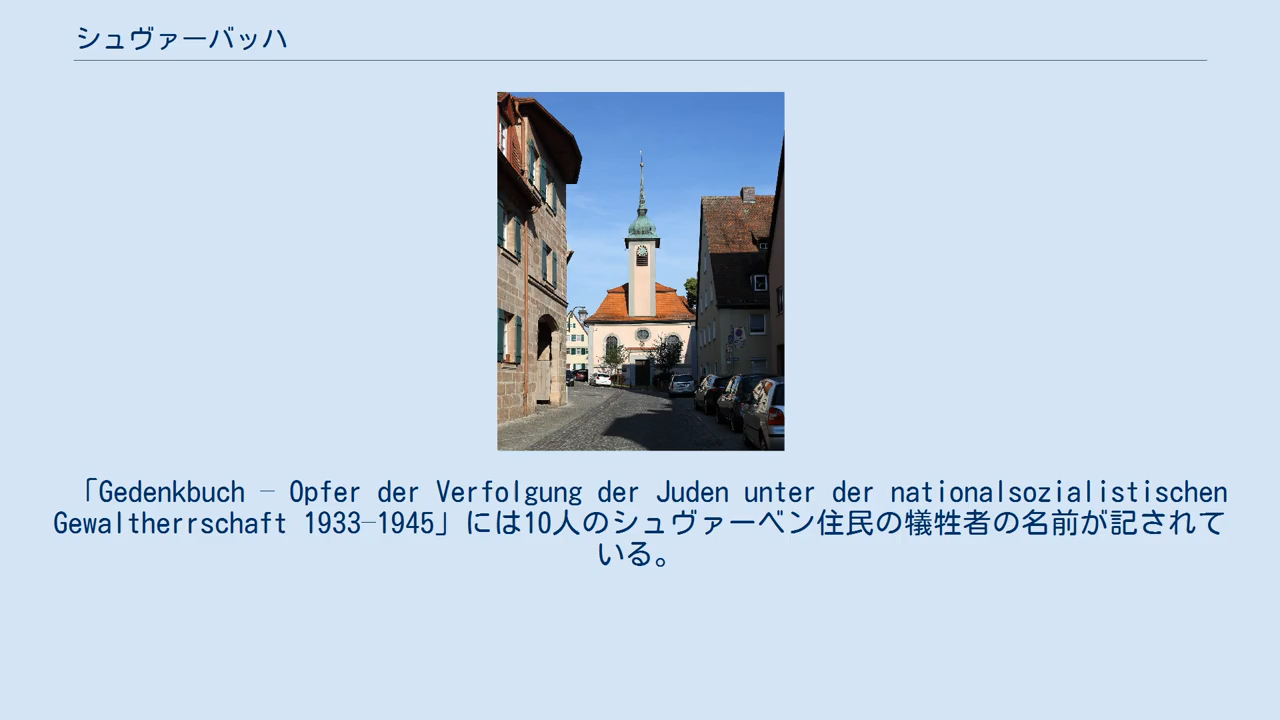 シュヴァーバッハ
「Gedenkbuch – Opfer der Verfolgung der Juden unter der nationalsozialistischen
Gewaltherrschaft 1933–1945」には10人のシュヴァーベン住民の犠牲者の名前が記されて
いる。